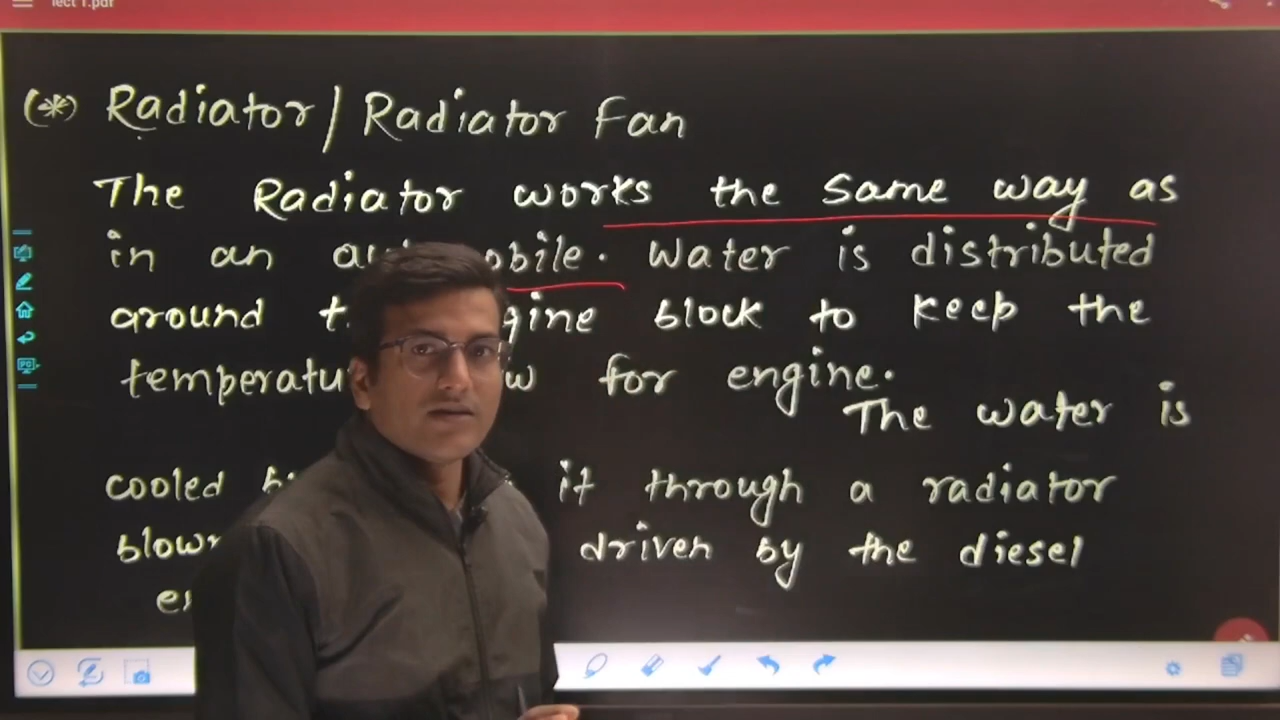 lect 1.pdf
(*) Radiator/Radiator Fan
The Radiator works the same way as
in an obile. Water is distributed
around gine block to keep the
temperatu w for engine.
The water is
cooled it through a radiator
blown driven by the diesel
PC